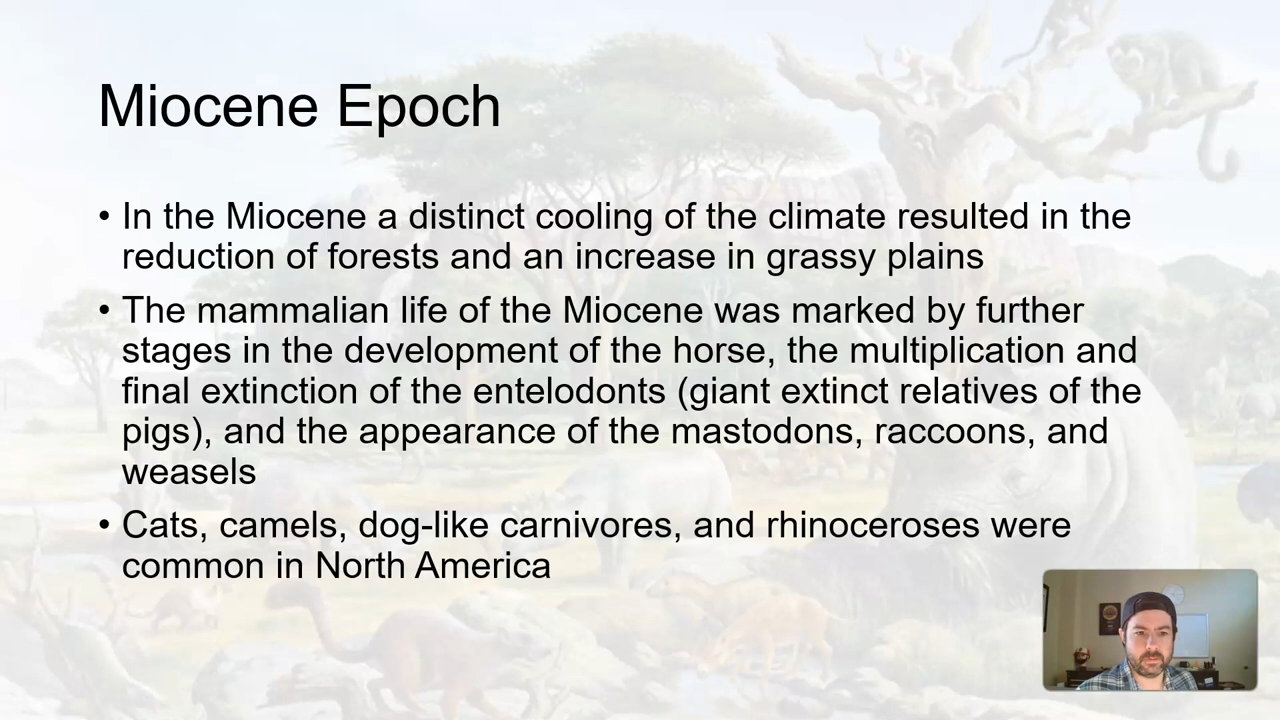 Miocene Epoch
• In the Miocene a distinct cooling of the climate resulted in the
reduction of forests and an increase in grassy plains
• The mammalian life of the Miocene was marked by further
stages in the development of the horse, the multiplication and
final extinction of the entelodonts (giant extinct relatives of the
pigs), and the appearance of the mastodons, raccoons, and
weasels
• Cats, camels, dog-like carnivores, and rhinoceroses were
common in North America